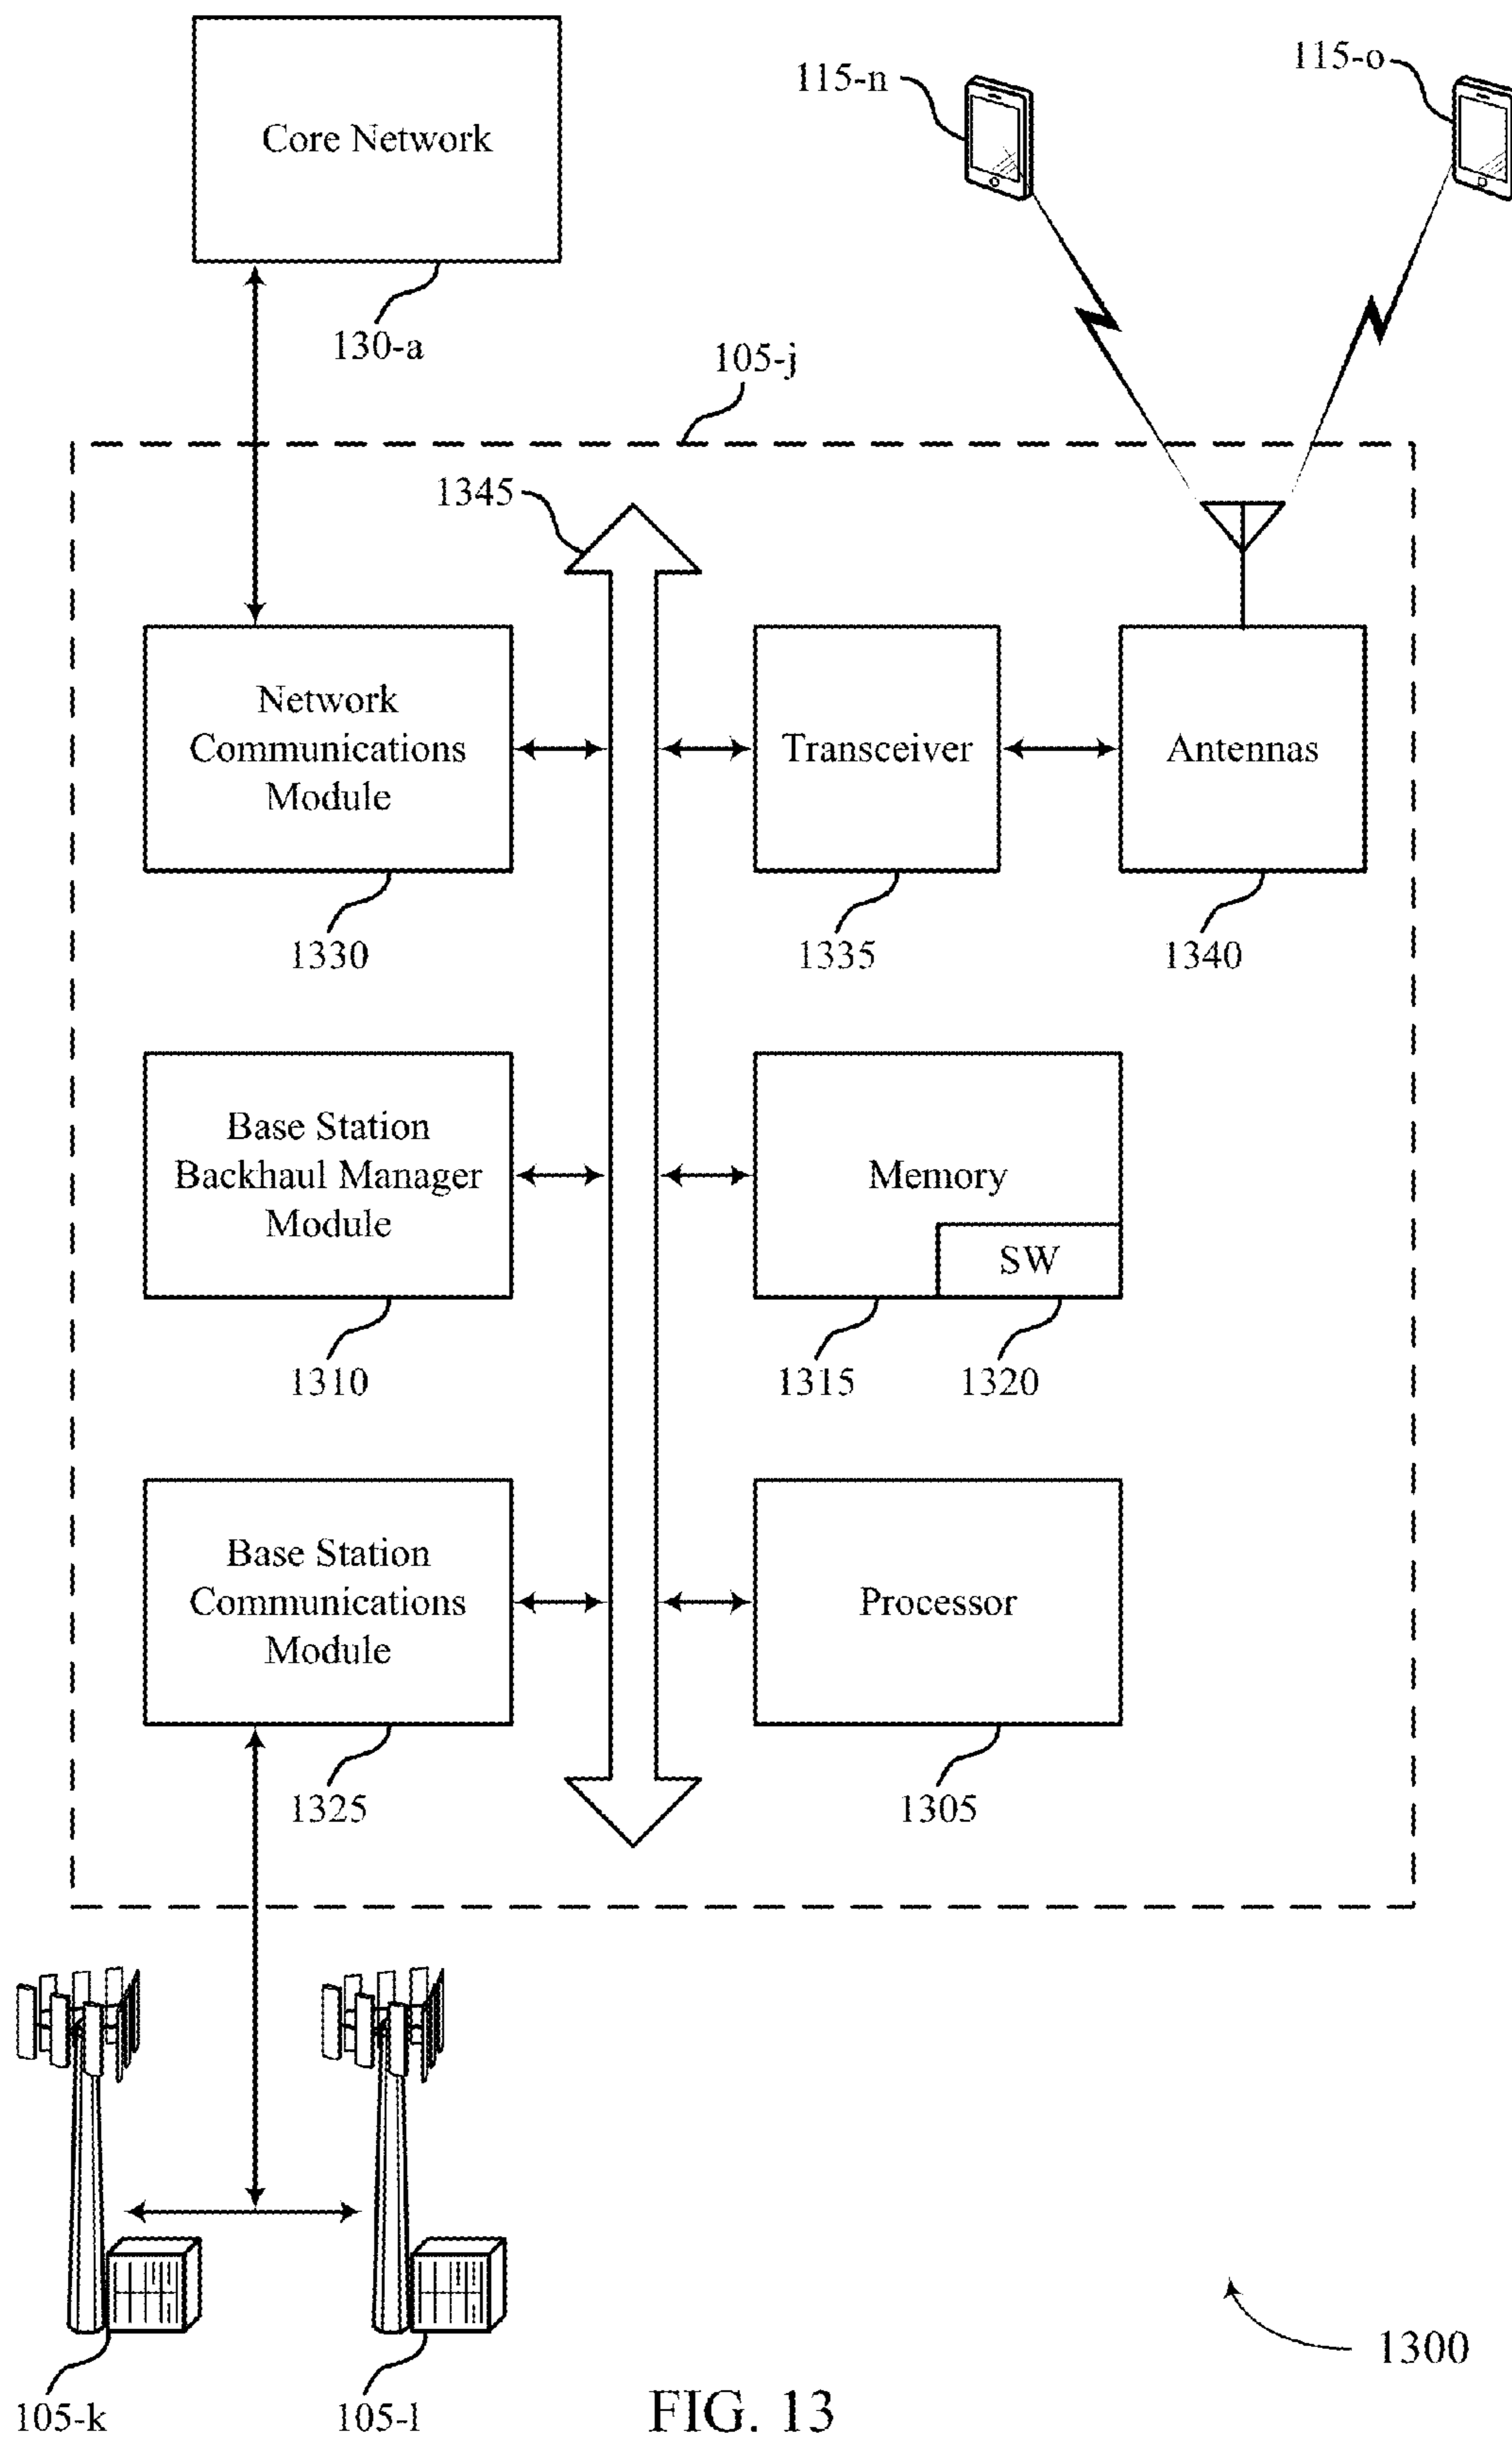 Core Network
115-n
115-o
130-a
105-j
1345
Network
Communications
Module
Transceiver
Antennas
1330
1335
1340
Base Station
Backhaul Manager
Module
Memory
SW
1310
1315
1320
Base Station
Communications
Module
Processor
1325
1305
1300
105-k
105-l
FIG. 13